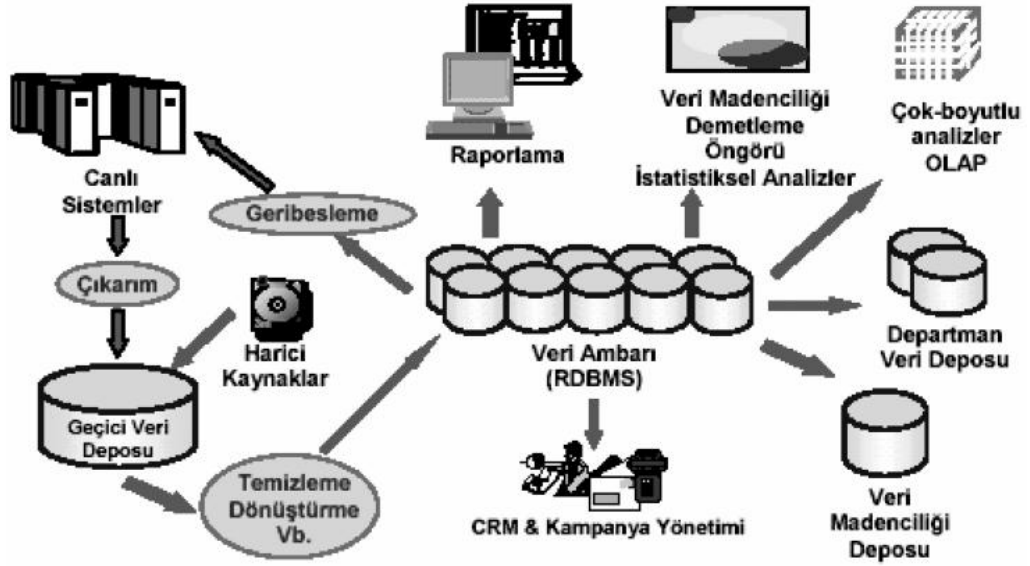 Canlı
Sistemler
Çıkarım
Geçici Veri
Deposu
Harici
Kaynaklar
Temizleme
Dönüştürme
Vb.
Geribesleme
Raporlama
Veri Madenciliği
Demetleme
Öngörü
İstatistiksel Analizler
Çok-boyutlu
analizler
OLAP
Veri Ambarı
(RDBMS)
Departman
Veri Deposu
CRM & Kampanya Yönetimi
Veri
Madenciliği
Deposu